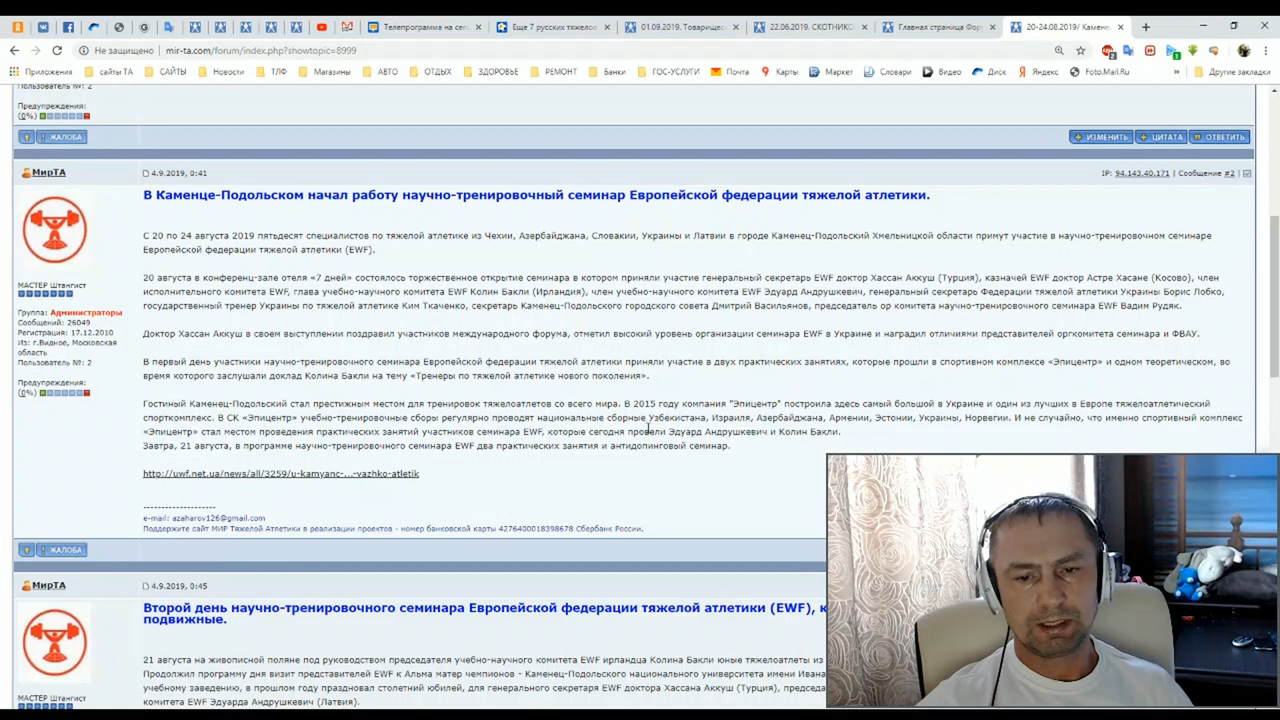 Телепрограмма на се
Еще 7 русских тяжело
01.09.2019, Товарищес
22.06.2019. СКОТНИКО
Главная страница Фор
20-24.08.2019/ Камене
Не защищено | mir-ta.com/forum/index.php?showtopic=8999
Приложения сайты ТА САЙТЫ Новости ТЛФ Магазины АВТО ОТДЫХ ЗДОРОВЬЕ РЕМОНТ Банки ГОС-УСЛУГИ Почта Карты Маркет Словари Видео Диск Яндекс Foto.Mail.Ru » Другие закладки
Пользователь №: 2
Предупреждения:
(0%)
ЖАЛОБА ИЗМЕНИТЬ ЦИТАТА ОТВЕТИТЬ
МирТА 4.9.2019, 0:41 IP: 94.143.40.171 | Сообщение #2 |
В Каменце-Подольском начал работу научно-тренировочный семинар Европейской федерации тяжелой атлетики.
С 20 по 24 августа 2019 пятьдесят специалистов по тяжелой атлетике из Чехии, Азербайджана, Словакии, Украины и Латвии в городе Каменец-Подольский Хмельницкой области примут участие в научно-тренировочном семинаре
Европейской федерации тяжелой атлетики (EWF).
20 августа в конференц-зале отеля «7 дней» состоялось торжественное открытие семинара в котором приняли участие генеральный секретарь EWF доктор Хассан Аккуш (Турция), казначей EWF доктор Астре Хасане (Косово), член
исполнительного комитета EWF, глава учебно-научного комитета EWF Колин Бакли (Ирландия), член учебно-научного комитета EWF Эдуард Андрушкевич, генеральный секретарь Федерации тяжелой атлетики Украины Борис Лобко,
государственный тренер Украины по тяжелой атлетике Ким Ткаченко, секретарь Каменец-Подольского городского совета Дмитрий Васильянов, председатель ор комитета научно-тренировочного семинара EWF Вадим Рудяк.
Доктор Хассан Аккуш в своем выступлении поздравил участников международного форума, отметил высокий уровень организации семинара EWF в Украине и наградил отличиями представителей оргкомитета семинара и ФВАУ.
В первый день участники научно-тренировочного семинара Европейской федерации тяжелой атлетики приняли участие в двух практических занятиях, которые прошли в спортивном комплексе «Эпицентр» и одном теоретическом, во
время которого заслушали доклад Колина Бакли на тему «Тренеры по тяжелой атлетике нового поколения».
Гостиный Каменец-Подольский стал престижным местом для тренировок тяжелоатлетов со всего мира. В 2015 году компания "Эпицентр" построила здесь самый большой в Украине и один из лучших в Европе тяжелоатлетический
спорткомплекс. В СК «Эпицентр» учебно-тренировочные сборы регулярно проводят национальные сборные Узбекистана, Израиля, Азербайджана, Армении, Эстонии, Украины, Норвегии. И не случайно, что именно спортивный комплекс
«Эпицентр» стал местом проведения практических занятий участников семинара EWF, которые сегодня провели Эдуард Андрушкевич и Колин Бакли.
Завтра, 21 августа, в программе научно-тренировочного семинара EWF два практических занятия и антидопинговый семинар.
http://uwf.net.ua/news/all/3259/u-kamyanc-...-vazhko-atletik
--------------------
e-mail: azaharov126@gmail.com
Поддержите сайт МИР Тяжелой Атлетики в реализации проектов - номер банковской карты 4276400018398678 Сбербанк России.
МАСТЕР Штангист
Группа: Администраторы
Сообщений: 26049
Регистрация: 17.12.2010
Из: г.Видное, Московская
область
Пользователь №: 2
Предупреждения:
(0%)
ЖАЛОБА
МирТА 4.9.2019, 0:45
Второй день научно-тренировочного семинара Европейской федерации тяжелой атлетики (EWF), к
подвижные.
21 августа на живописной поляне под руководством председателя учебно-научного комитета EWF ирландца Колина Бакли юные тяжелоатлеты из
Продолжил программу дня визит представителей EWF к Альма матер чемпионов - Каменец-Подольского национального университета имени Ивана
учебному заведению, в прошлом году праздновал столетний юбилей, для генерального секретаря EWF доктора Хассана Аккуш (Турция), председа
комитета EWF Эдуарда Андрушкевич (Латвия).
МАСТЕР Штангист